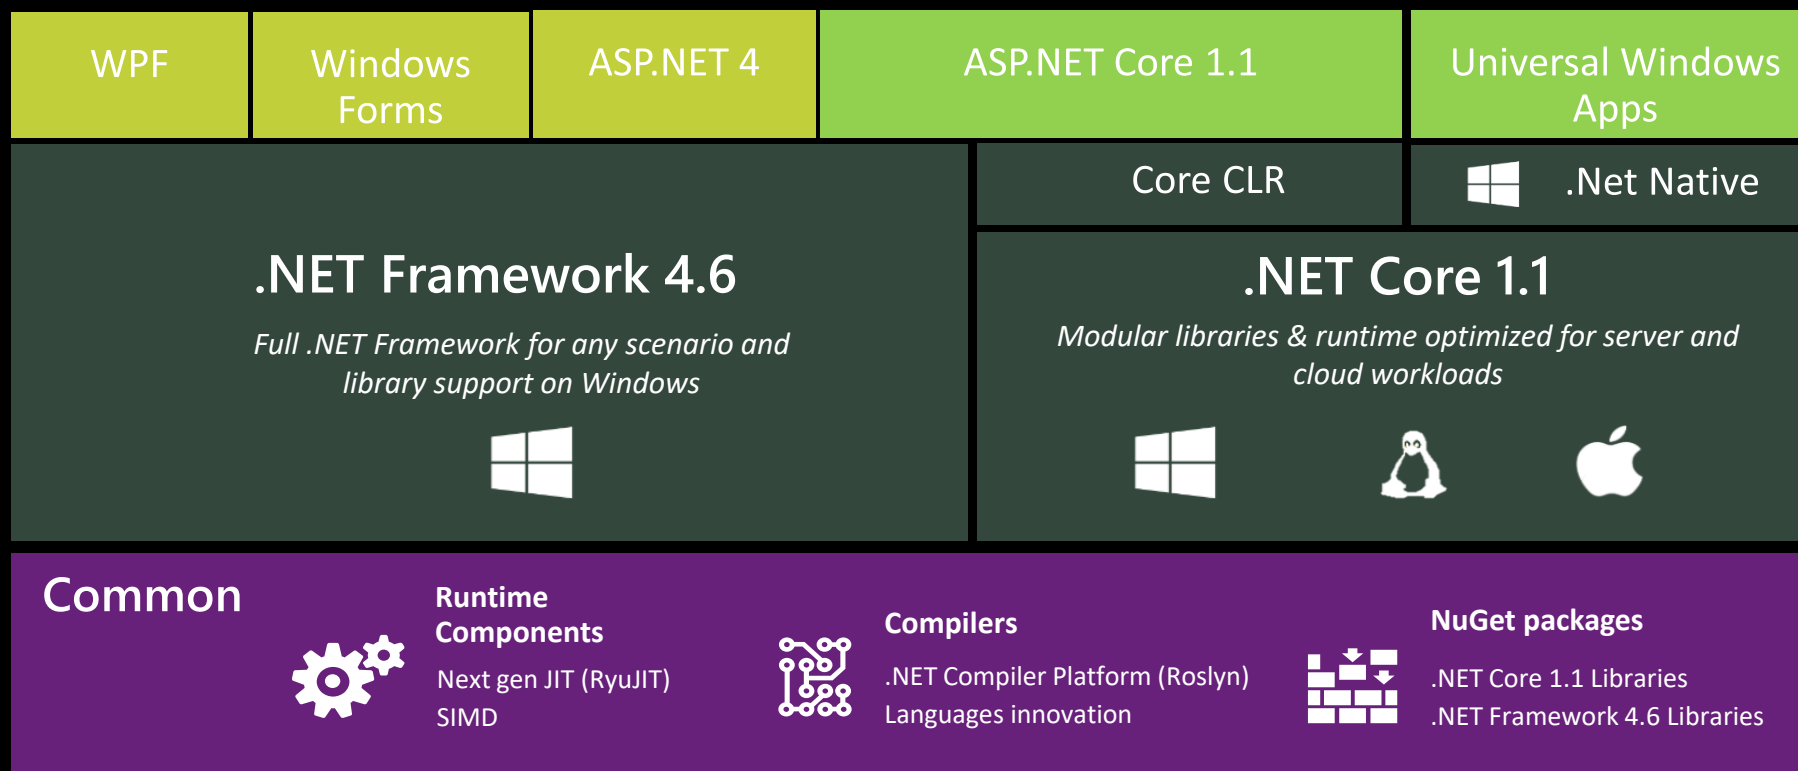 WPF
Windows
Forms
ASP.NET 4
ASP.NET Core 1.1
Universal Windows
Apps
Core CLR
.Net Native
.NET Framework 4.6
Full .NET Framework for any scenario and
library support on Windows
.NET Core 1.1
Modular libraries & runtime optimized for server and
cloud workloads
Common
Runtime
Components
Next gen JIT (RyuJIT)
SIMD
Compilers
.NET Compiler Platform (Roslyn)
Languages innovation
NuGet packages
.NET Core 1.1 Libraries
.NET Framework 4.6 Libraries